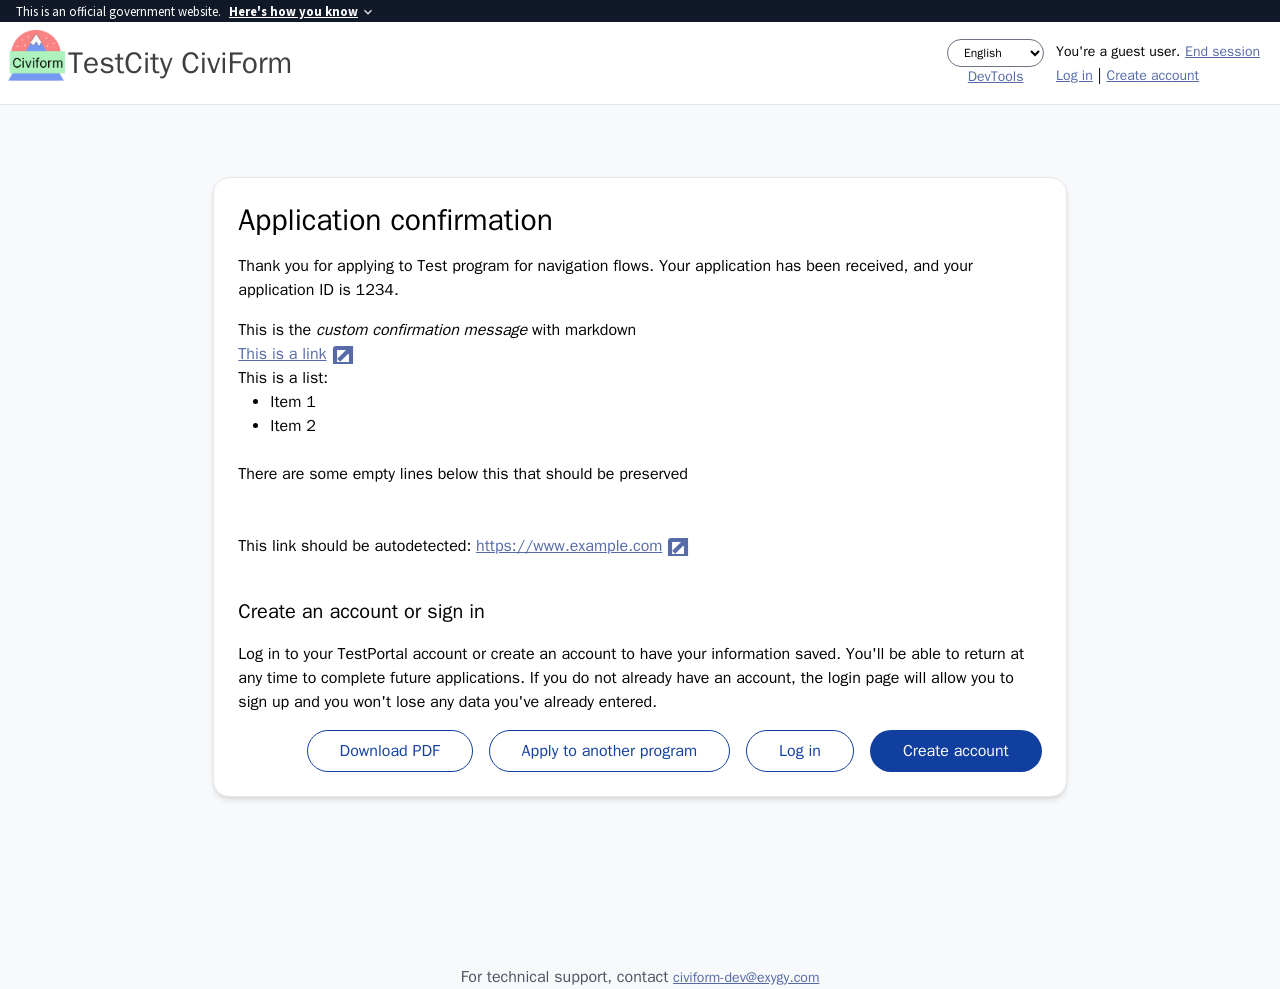 This is an official government website. Here's how you know
Civiform
TestCity CiviForm
English
You're a guest user. End session
DevTools
Log in | Create account
Application confirmation
Thank you for applying to Test program for navigation flows. Your application has been received, and your
application ID is 1234.
This is the custom confirmation message with markdown
This is a link
This is a list:
• Item 1
• Item 2
There are some empty lines below this that should be preserved
This link should be autodetected: https://www.example.com
Create an account or sign in
Log in to your TestPortal account or create an account to have your information saved. You'll be able to return at
any time to complete future applications. If you do not already have an account, the login page will allow you to
sign up and you won't lose any data you've already entered.
Download PDF Apply to another program Log in Create account
For technical support, contact civiform-dev@exygy.com